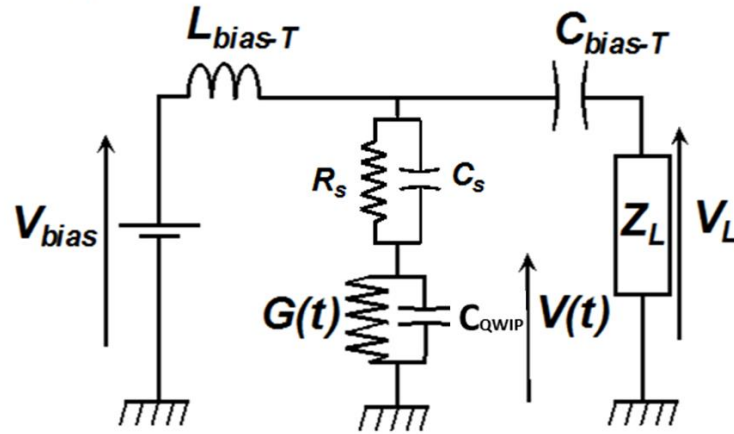 L_bias-T
C_bias-T
R_s
C_s
V_bias
Z_L
V_L
G(t)
C_QWIP
V(t)